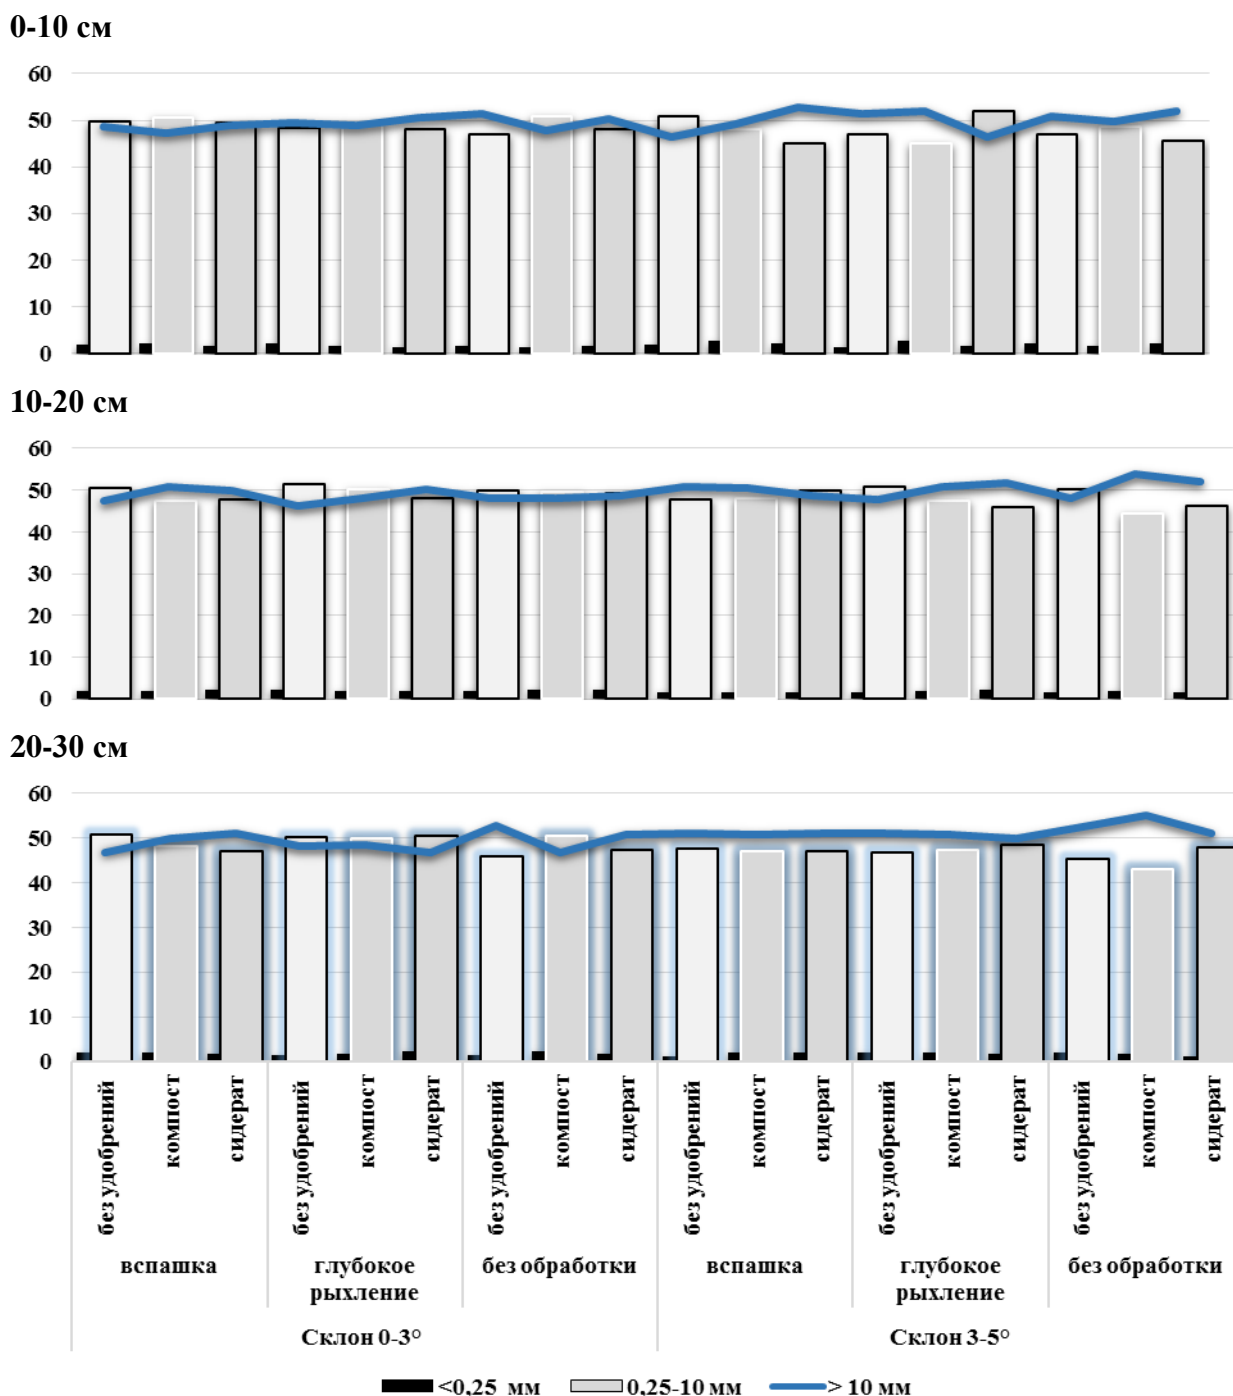 0-10 см
60
50
40
30
20
10
0
10-20 см
60
50
40
30
20
10
0
20-30 см
60
50
40
30
20
10
0
без удобрений
компост
сидерат
без удобрений
компост
сидерат
без удобрений
компост
сидерат
без удобрений
компост
сидерат
без удобрений
компост
сидерат
без удобрений
компост
сидерат
вспашка
глубокое
рыхление
без обработки
вспашка
глубокое
рыхление
без обработки
Склон 0-3°
Склон 3-5°
<0,25 мм
0,25-10 мм
> 10 мм